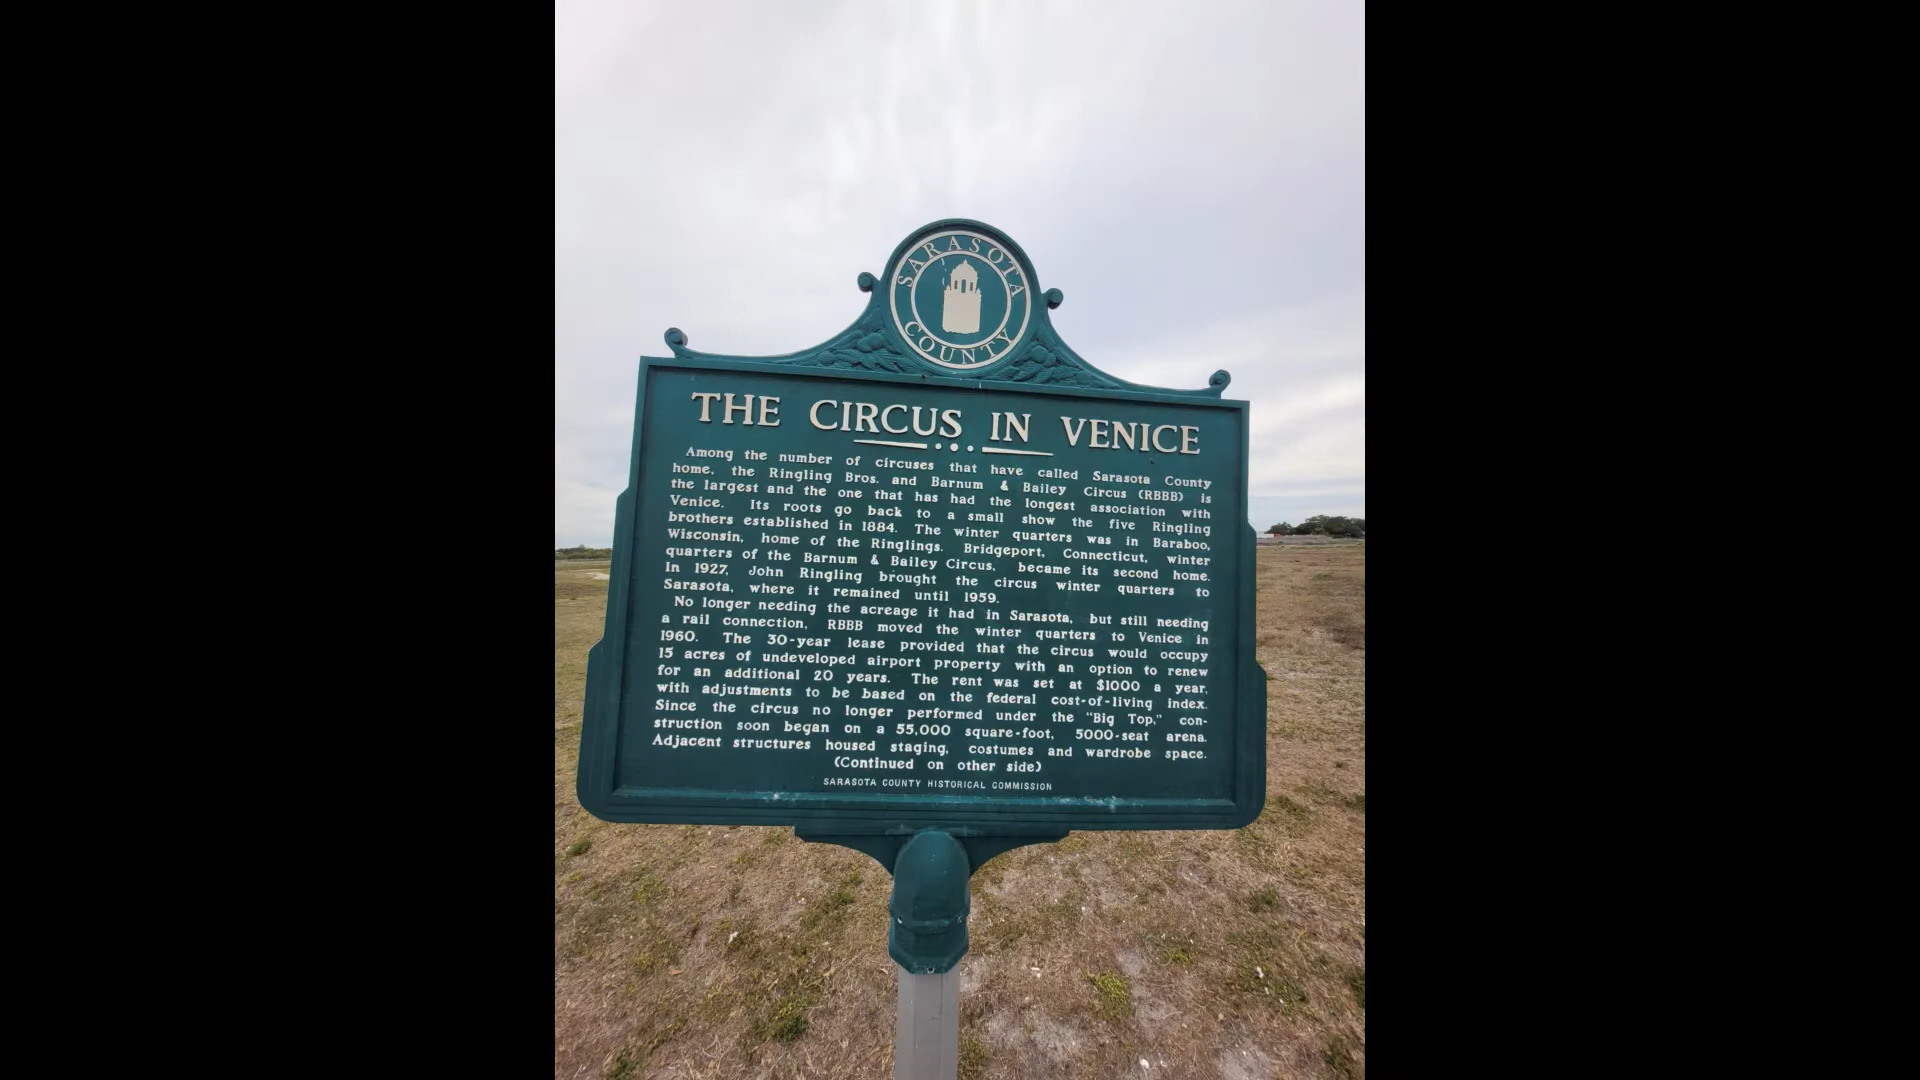 SARASOTA
COUNTY
THE CIRCUS IN VENICE
Among the number of circuses that have called Sarasota County
home, the Ringling Bros. and Barnum & Bailey Circus (RBBB) is
the largest and the one that has had the longest association with
Venice. Its roots go back to a small show the five Ringling
brothers established in 1884. The winter quarters was in Baraboo,
Wisconsin, home of the Ringlings. Bridgeport, Connecticut, winter
quarters of the Barnum & Bailey Circus, became its second home.
In 1927, John Ringling brought the circus winter quarters to
Sarasota, where it remained until 1959.
No longer needing the acreage it had in Sarasota, but still needing
a rail connection, RBBB moved the winter quarters to Venice in
1960. The 30-year lease provided that the circus would occupy
15 acres of undeveloped airport property with an option to renew
for an additional 20 years. The rent was set at $1000 a year,
with adjustments to be based on the federal cost-of-living index.
Since the circus no longer performed under the "Big Top," con-
struction soon began on a 55,000 square-foot, 5000-seat arena.
Adjacent structures housed staging, costumes and wardrobe space.
(Continued on other side)
SARASOTA COUNTY HISTORICAL COMMISSION